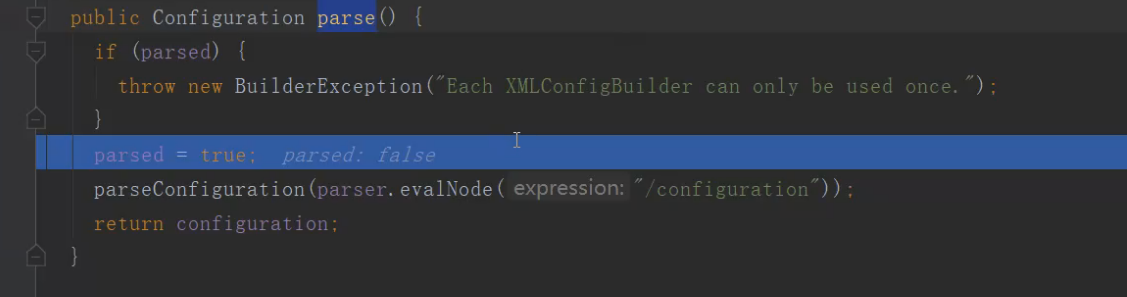 public Configuration parse() {
if (parsed) {
throw new BuilderException("Each XMLConfigBuilder can only be used once.");
}
parsed = true; parsed: false
parseConfiguration(parser.evalNode( expression: "/configuration"));
return configuration;
}